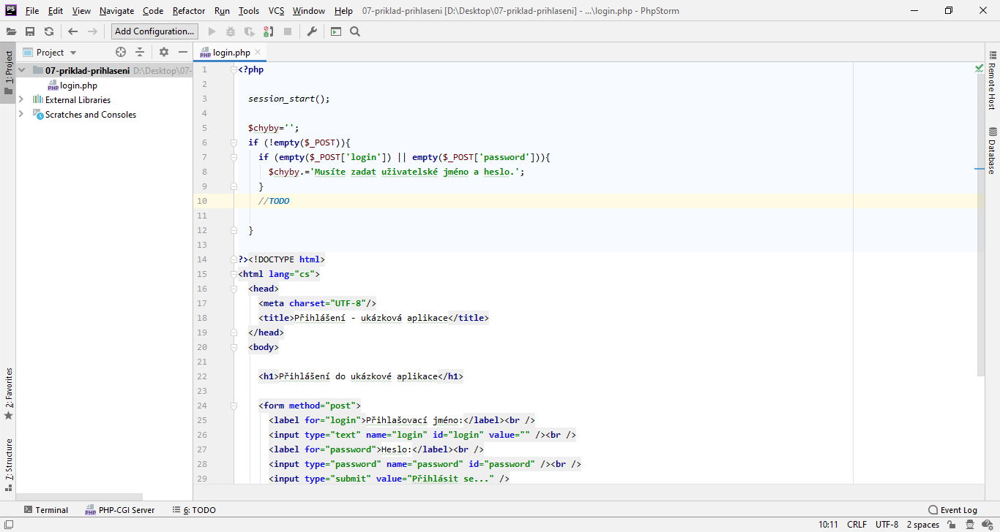 File Edit View Navigate Code Refactor Run Tools VCS Window Help 07-priklad-prihlaseni [D:\Desktop\07-priklad-prihlaseni] - ...\login.php - PhpStorm
Add Configuration...
Project
login.php
1: Project
07-priklad-prihlaseni D:\Desktop\07-
login.php
External Libraries
Scratches and Consoles
2: Favorites
7: Structure
1 <?php
2
3 session_start();
4
5 $chyby='';
6 if (!empty($_POST)){
7 if (empty($_POST['login']) || empty($_POST['password'])){
8 $chyby.='Musíte zadat uživatelské jméno a heslo.';
9 }
10 //TODO
11
12 }
13
14 ?><!DOCTYPE html>
15 <html lang="cs">
16 <head>
17 <meta charset="UTF-8"/>
18 <title>Přihlášení - ukázková aplikace</title>
19 </head>
20 <body>
21
22 <h1>Přihlášení do ukázkové aplikace</h1>
23
24 <form method="post">
25 <label for="login">Přihlašovací jméno:</label><br />
26 <input type="text" name="login" id="login" value="" /><br />
27 <label for="password">Heslo:</label><br />
28 <input type="password" name="password" id="password" /><br />
29 <input type="submit" value="Přihlásit se..." />
Remote Host
Database
Terminal PHP-CGI Server 6: TODO Event Log
10:11 CRLF UTF-8 2 spaces